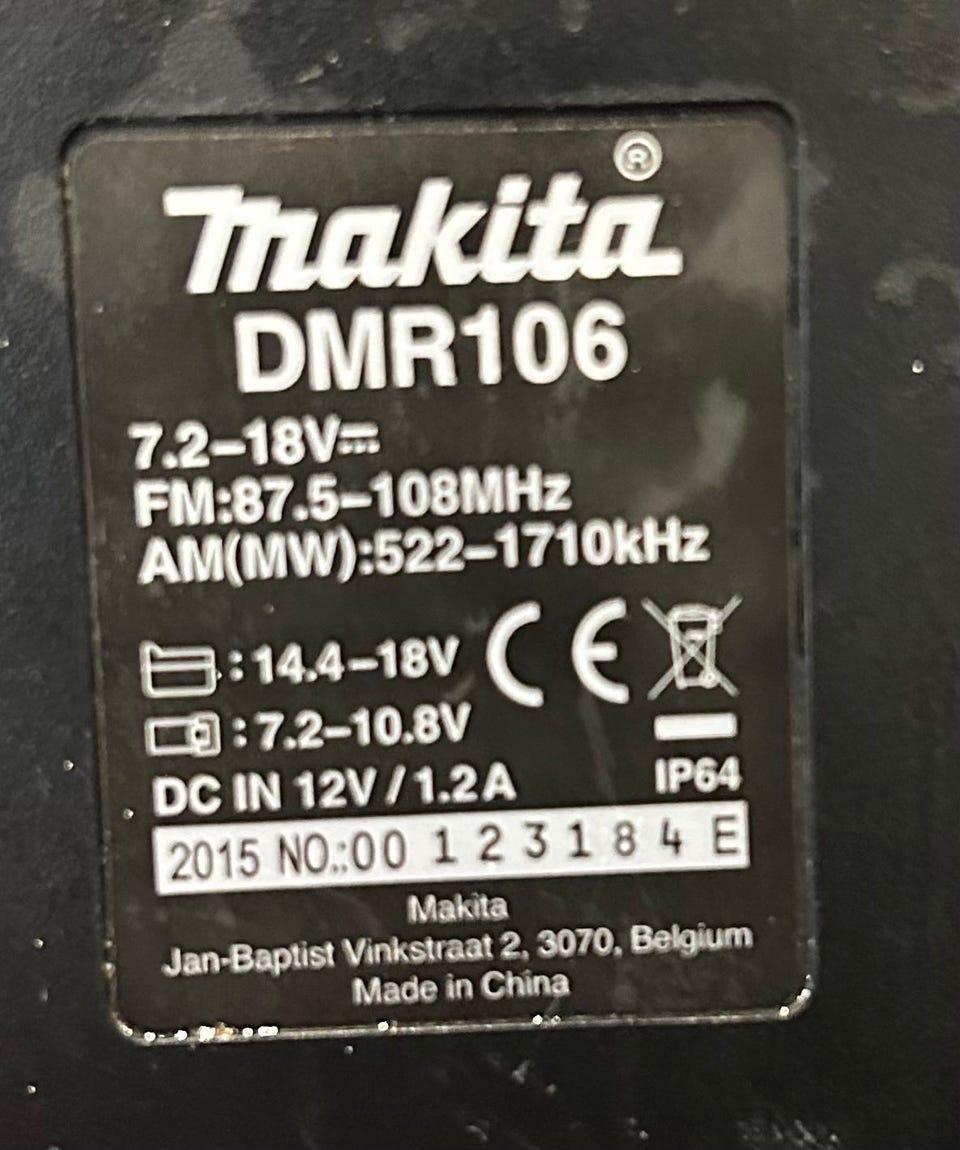 makita®
DMR106
7.2–18V⎓
FM:87.5–108MHz
AM(MW):522–1710kHz
:14.4–18V CE
:7.2–10.8V
IP64
DC IN 12V / 1.2A
2015 NO.:00 1 2 3 1 8 4 E
Makita
Jan-Baptist Vinkstraat 2, 3070, Belgium
Made in China